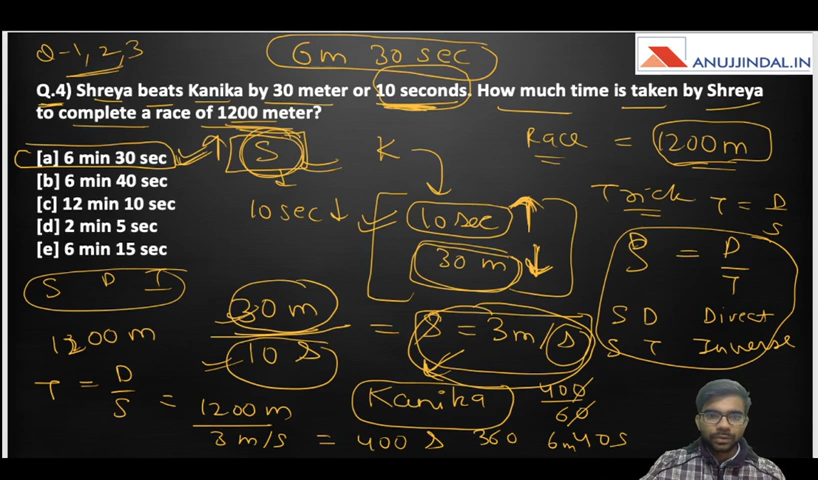 Q-1, 2, 3
6m 30 sec
ANUJJINDAL.IN
Q.4) Shreya beats Kanika by 30 meter or 10 seconds. How much time is taken by Shreya
to complete a race of 1200 meter?
Race = 1200m
[a] 6 min 30 sec
[b] 6 min 40 sec
[c] 12 min 10 sec
[d] 2 min 5 sec
[e] 6 min 15 sec
S K
10 sec ↓
10 sec ↑
30 m ↓
Trick T = D/S
S = D/T
S D Direct
S T Inverse
S D T
1200 m
30 m / 10 s = S = 3 m/s
Kanika
T = D/S = 1200 m / 3 m/s = 400 s
400/60
360 6m40s